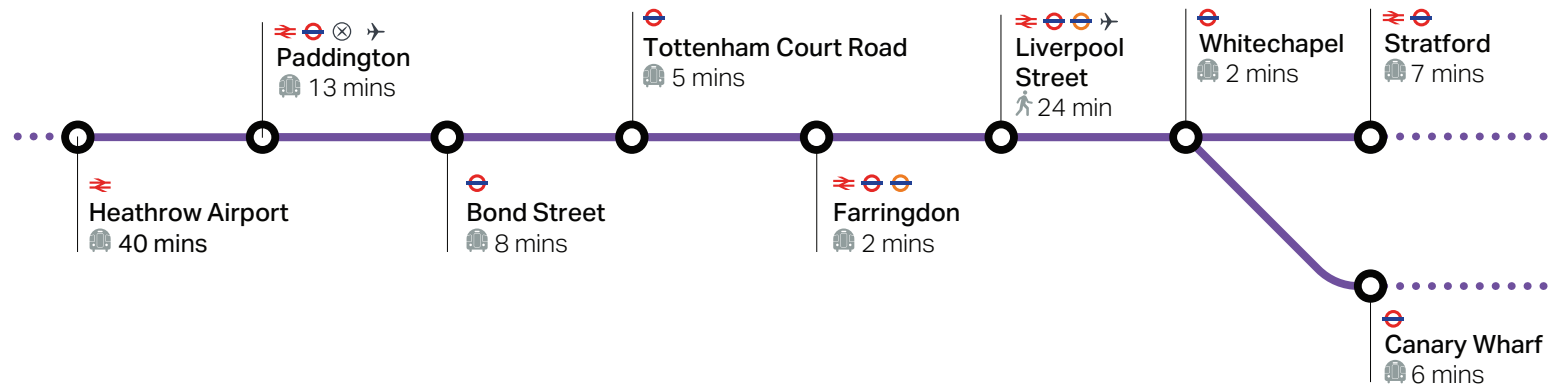 Paddington
13 mins
Tottenham Court Road
5 mins
Liverpool
Street
24 min
Whitechapel
2 mins
Stratford
7 mins
Heathrow Airport
40 mins
Bond Street
8 mins
Farringdon
2 mins
Canary Wharf
6 mins